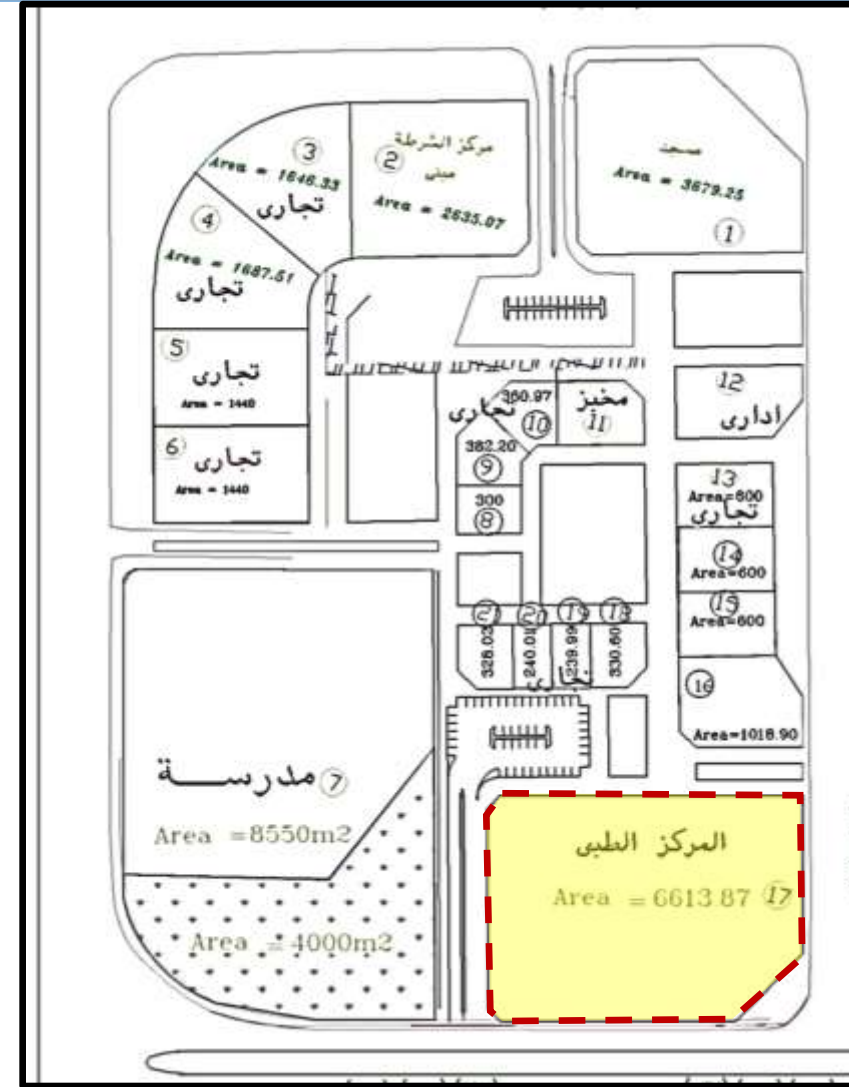 مركز الشرطة
مبنى
2
Area = 2635.07
3
Area = 1646.33
تجارى
مسجد
Area = 3679.25
1
4
Area = 1687.51
تجارى
5
تجارى
Area = 1440
6
تجارى
Area = 1440
360.97
10
تجارى
مخبز
11
382.20
9
300
8
12
ادارى
13
Area=600
تجارى
14
Area=600
15
Area=600
16
Area=1018.90
21
20
19
18
328.03
240.01
239.99
330.60
مدرســـــة 7
Area =8550m2
Area = 4000m2
المركز الطبى
Area = 6613.87 17